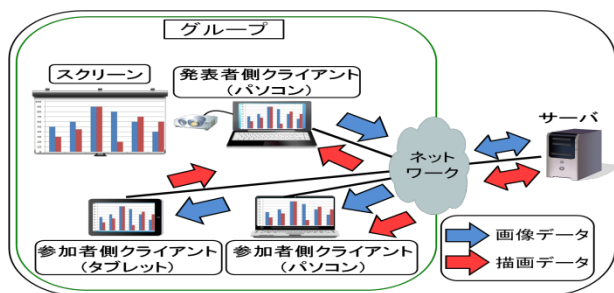 グループ
スクリーン
発表者側クライアント
(パソコン)
サーバ
ネット
ワーク
参加者側クライアント
(タブレット)
参加者側クライアント
(パソコン)
画像データ
描画データ